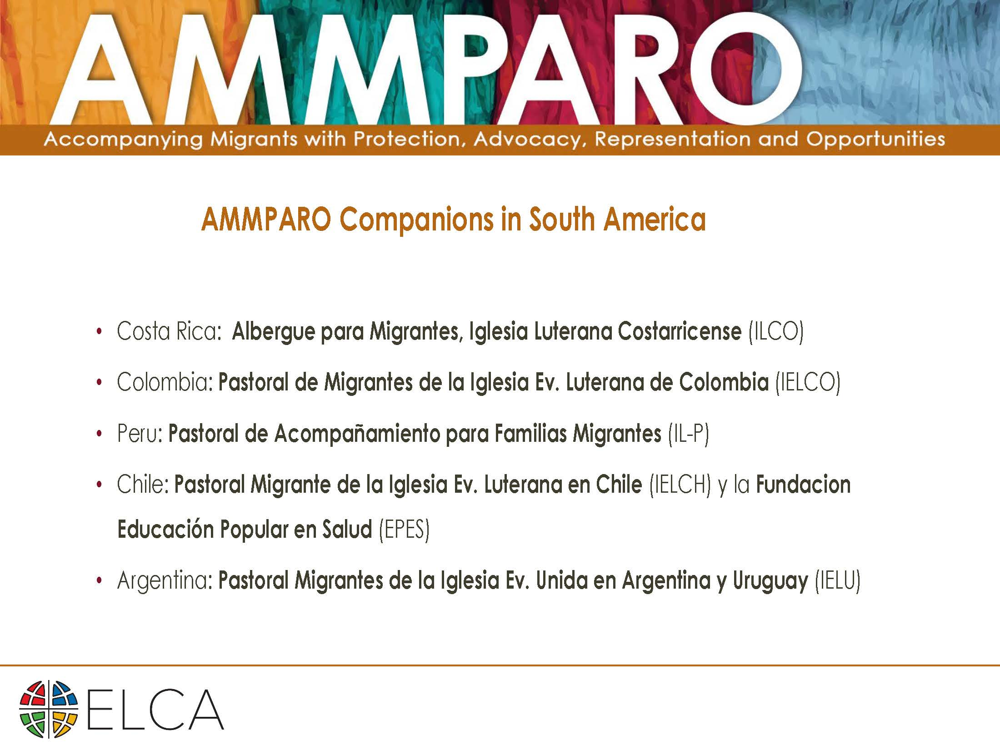 AMMPARO
Accompanying Migrants with Protection, Advocacy, Representation and Opportunities
AMMPARO Companions in South America
• Costa Rica: Albergue para Migrantes, Iglesia Luterana Costarricense (ILCO)
• Colombia: Pastoral de Migrantes de la Iglesia Ev. Luterana de Colombia (IELCO)
• Peru: Pastoral de Acompañamiento para Familias Migrantes (IL-P)
• Chile: Pastoral Migrante de la Iglesia Ev. Luterana en Chile (IELCH) y la Fundacion
Educación Popular en Salud (EPES)
• Argentina: Pastoral Migrantes de la Iglesia Ev. Unida en Argentina y Uruguay (IELU)
ELCA